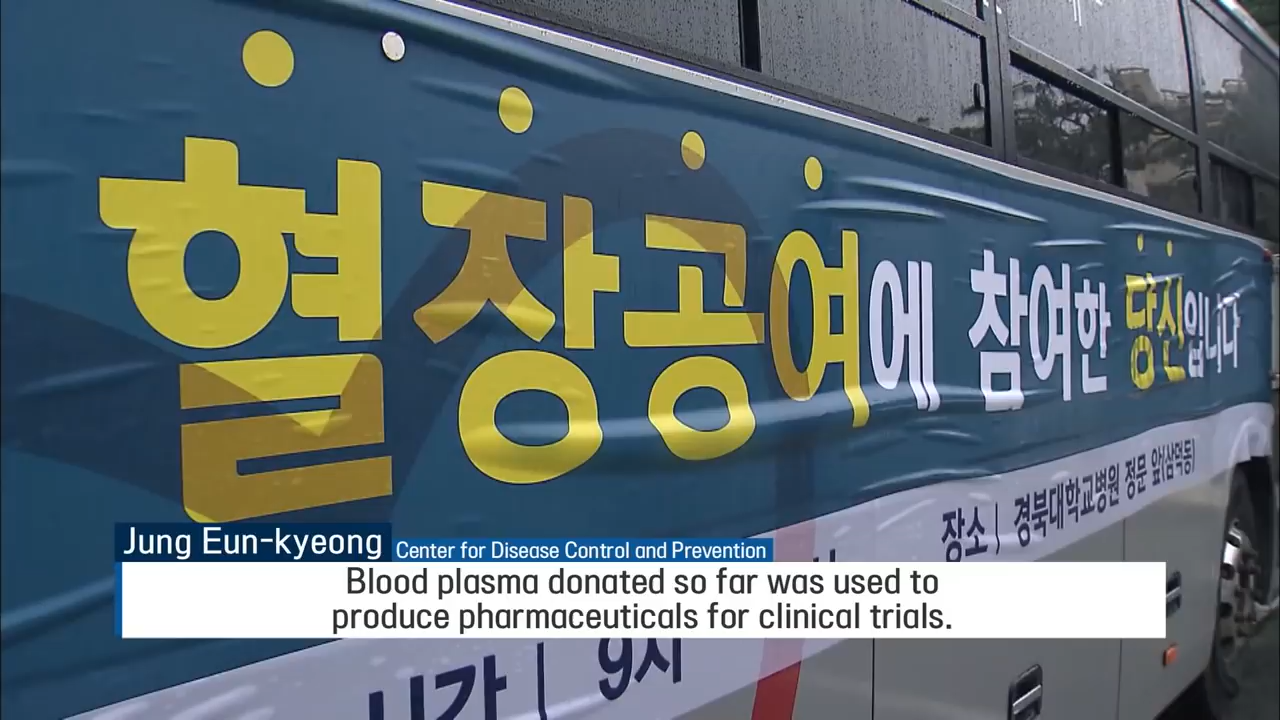 혈장공여에 참여한 당신입니다
장소 | 경북대학교병원 정문 앞(삼덕동)
시간 | 9시
Jung Eun-kyeong
Center for Disease Control and Prevention
Blood plasma donated so far was used to
produce pharmaceuticals for clinical trials.